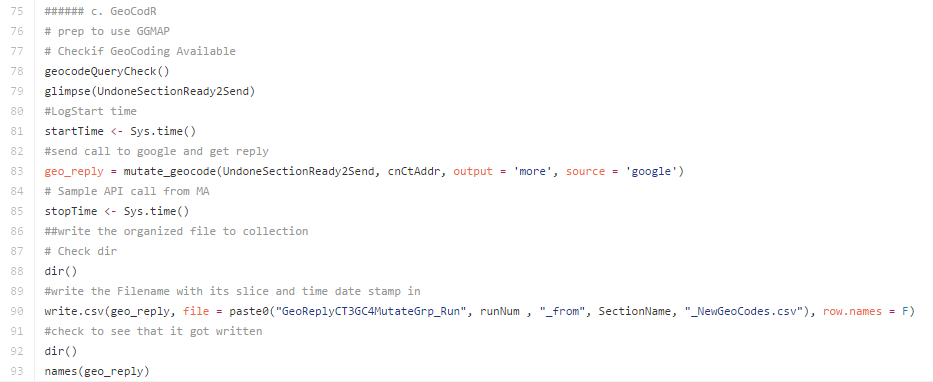 75 ###### c. GeoCodR
76 # prep to use GGMAP
77 # Checkif GeoCoding Available
78 geocodeQueryCheck()
79 glimpse(UndoneSectionReady2Send)
80 #LogStart time
81 startTime <- Sys.time()
82 #send call to google and get reply
83 geo_reply = mutate_geocode(UndoneSectionReady2Send, cnCtAddr, output = 'more', source = 'google')
84 # Sample API call from MA
85 stopTime <- Sys.time()
86 ##write the organized file to collection
87 # Check dir
88 dir()
89 #write the Filename with its slice and time date stamp in
90 write.csv(geo_reply, file = paste0("GeoReplyCT3GC4MutateGrp_Run", runNum , "_from", SectionName, "_NewGeoCodes.csv"), row.names = F)
91 #check to see that it got written
92 dir()
93 names(geo_reply)